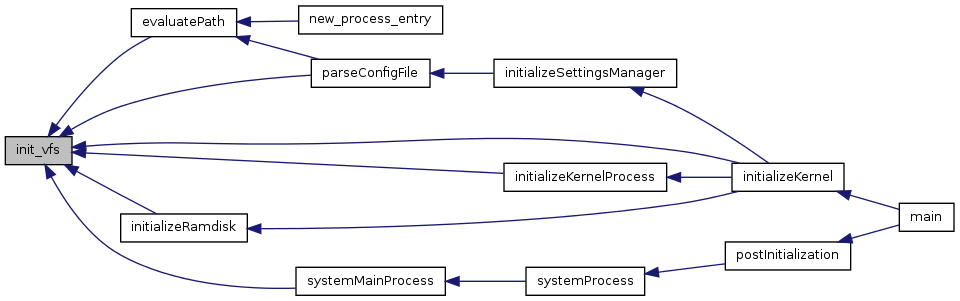 evaluatePath
new_process_entry
parseConfigFile
initializeSettingsManager
init_vfs
initializeKernelProcess
initializeKernel
initializeRamdisk
main
postInitialization
systemMainProcess
systemProcess